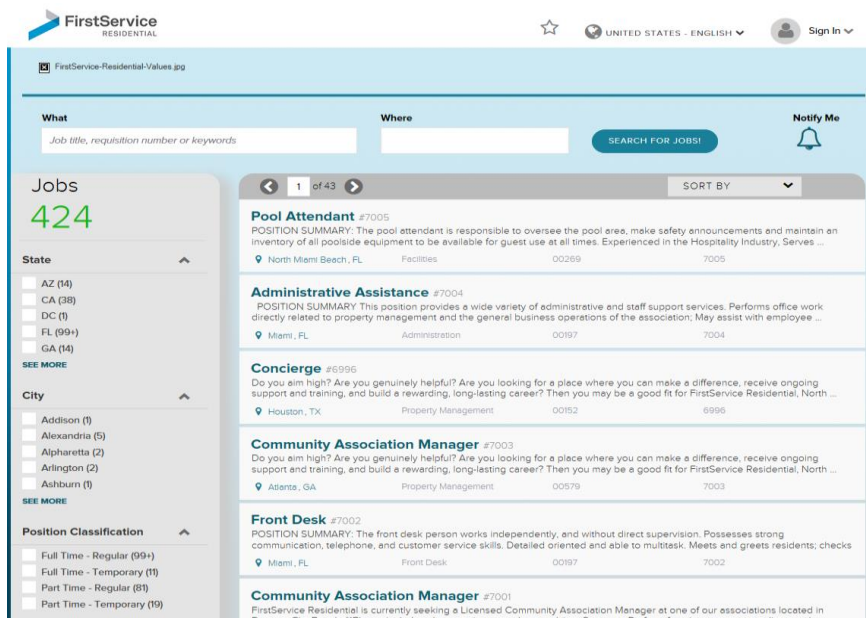 FirstService
RESIDENTIAL
UNITED STATES - ENGLISH
Sign In
FirstService-Residential-Values.jpg
What
Where
Notify Me
Job title, requisition number or keywords
SEARCH FOR JOBS!
Jobs
424
State
AZ (14)
CA (38)
DC (1)
FL (99+)
GA (14)
SEE MORE
City
Addison (1)
Alexandria (5)
Alpharetta (2)
Arlington (2)
Ashburn (1)
SEE MORE
Position Classification
Full Time - Regular (99+)
Full Time - Temporary (11)
Part Time - Regular (81)
Part Time - Temporary (19)
1 of 43
SORT BY
Pool Attendant #7005
POSITION SUMMARY: The pool attendant is responsible to oversee the pool area, make safety announcements and maintain an
inventory of all poolside equipment to be available for guest use at all times. Experienced in the Hospitality Industry, Serves ...
North Miami Beach, FL Facilities 00269 7005
Administrative Assistance #7004
POSITION SUMMARY This position provides a wide variety of administrative and staff support services. Performs office work
directly related to property management and the general business operations of the association; May assist with employee ...
Miami, FL Administration 00197 7004
Concierge #6996
Do you aim high? Are you genuinely helpful? Are you looking for a place where you can make a difference, receive ongoing
support and training, and build a rewarding, long-lasting career? Then you may be a good fit for FirstService Residential, North ...
Houston, TX Property Management 00152 6996
Community Association Manager #7003
Do you aim high? Are you genuinely helpful? Are you looking for a place where you can make a difference, receive ongoing
support and training, and build a rewarding, long-lasting career? Then you may be a good fit for FirstService Residential, North ...
Atlanta, GA Property Management 00579 7003
Front Desk #7002
POSITION SUMMARY: The front desk person works independently, and without direct supervision. Possesses strong
communication, telephone, and customer service skills. Detailed oriented and able to multitask. Meets and greets residents; checks
Miami, FL Front Desk 00197 7002
Community Association Manager #7001
FirstService Residential is currently seeking a Licensed Community Association Manager at one of our associations located in